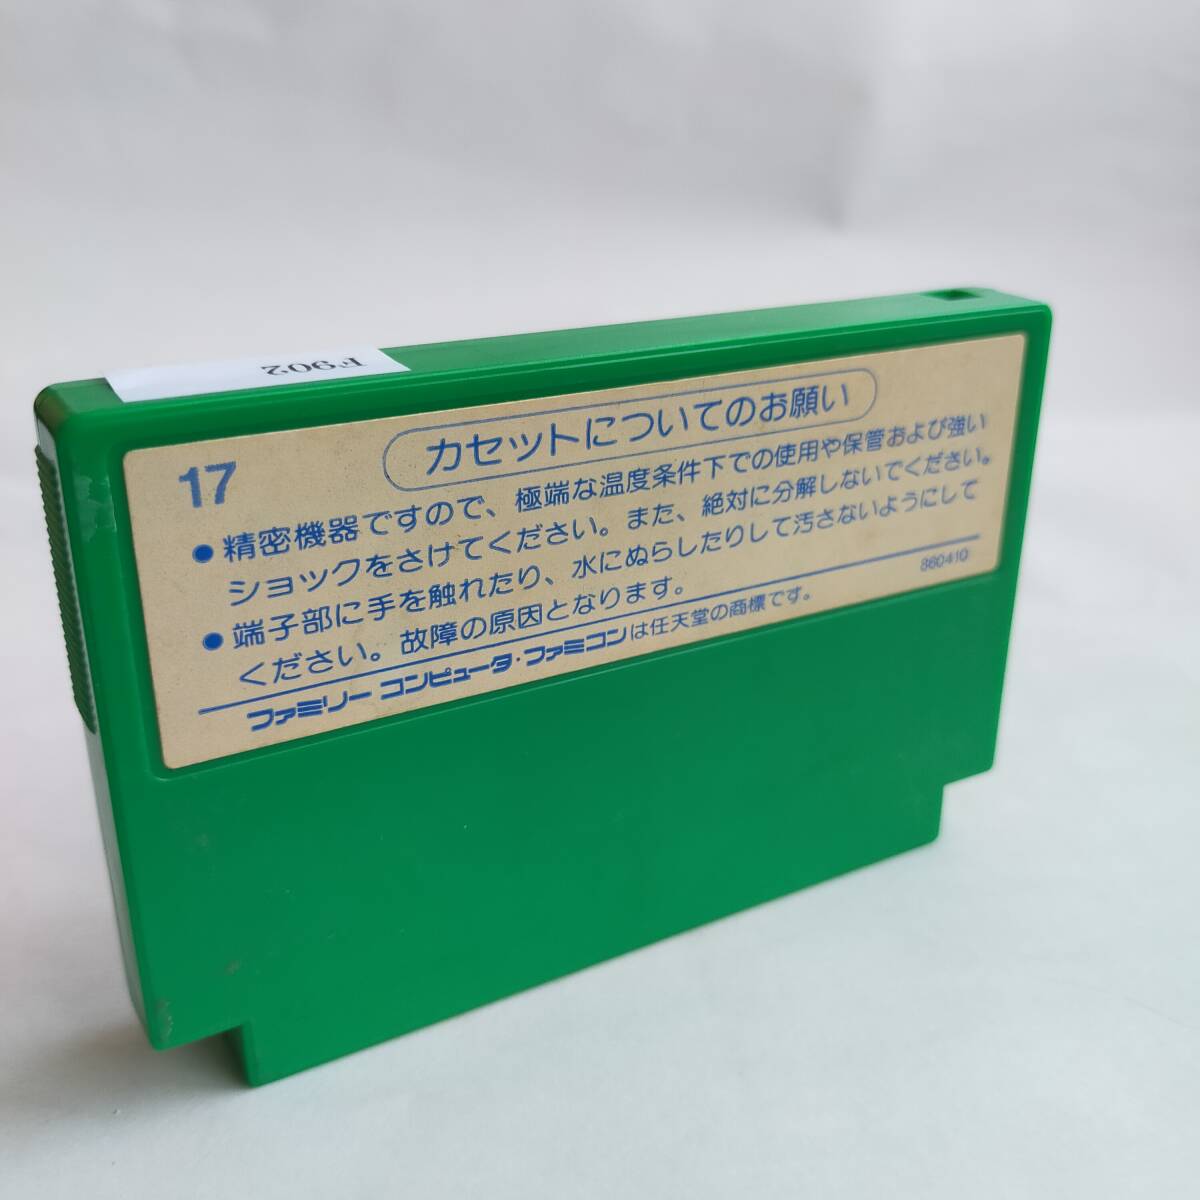 F902
17
カセットについてのお願い
●精密機器ですので、極端な温度条件下での使用や保管および強い
ショックをさけてください。また、絶対に分解しないでください。
●端子部に手を触れたり、水にぬらしたりして汚さないようにして
ください。故障の原因となります。
860410
ファミリー コンピュータ・ファミコンは任天堂の商標です。